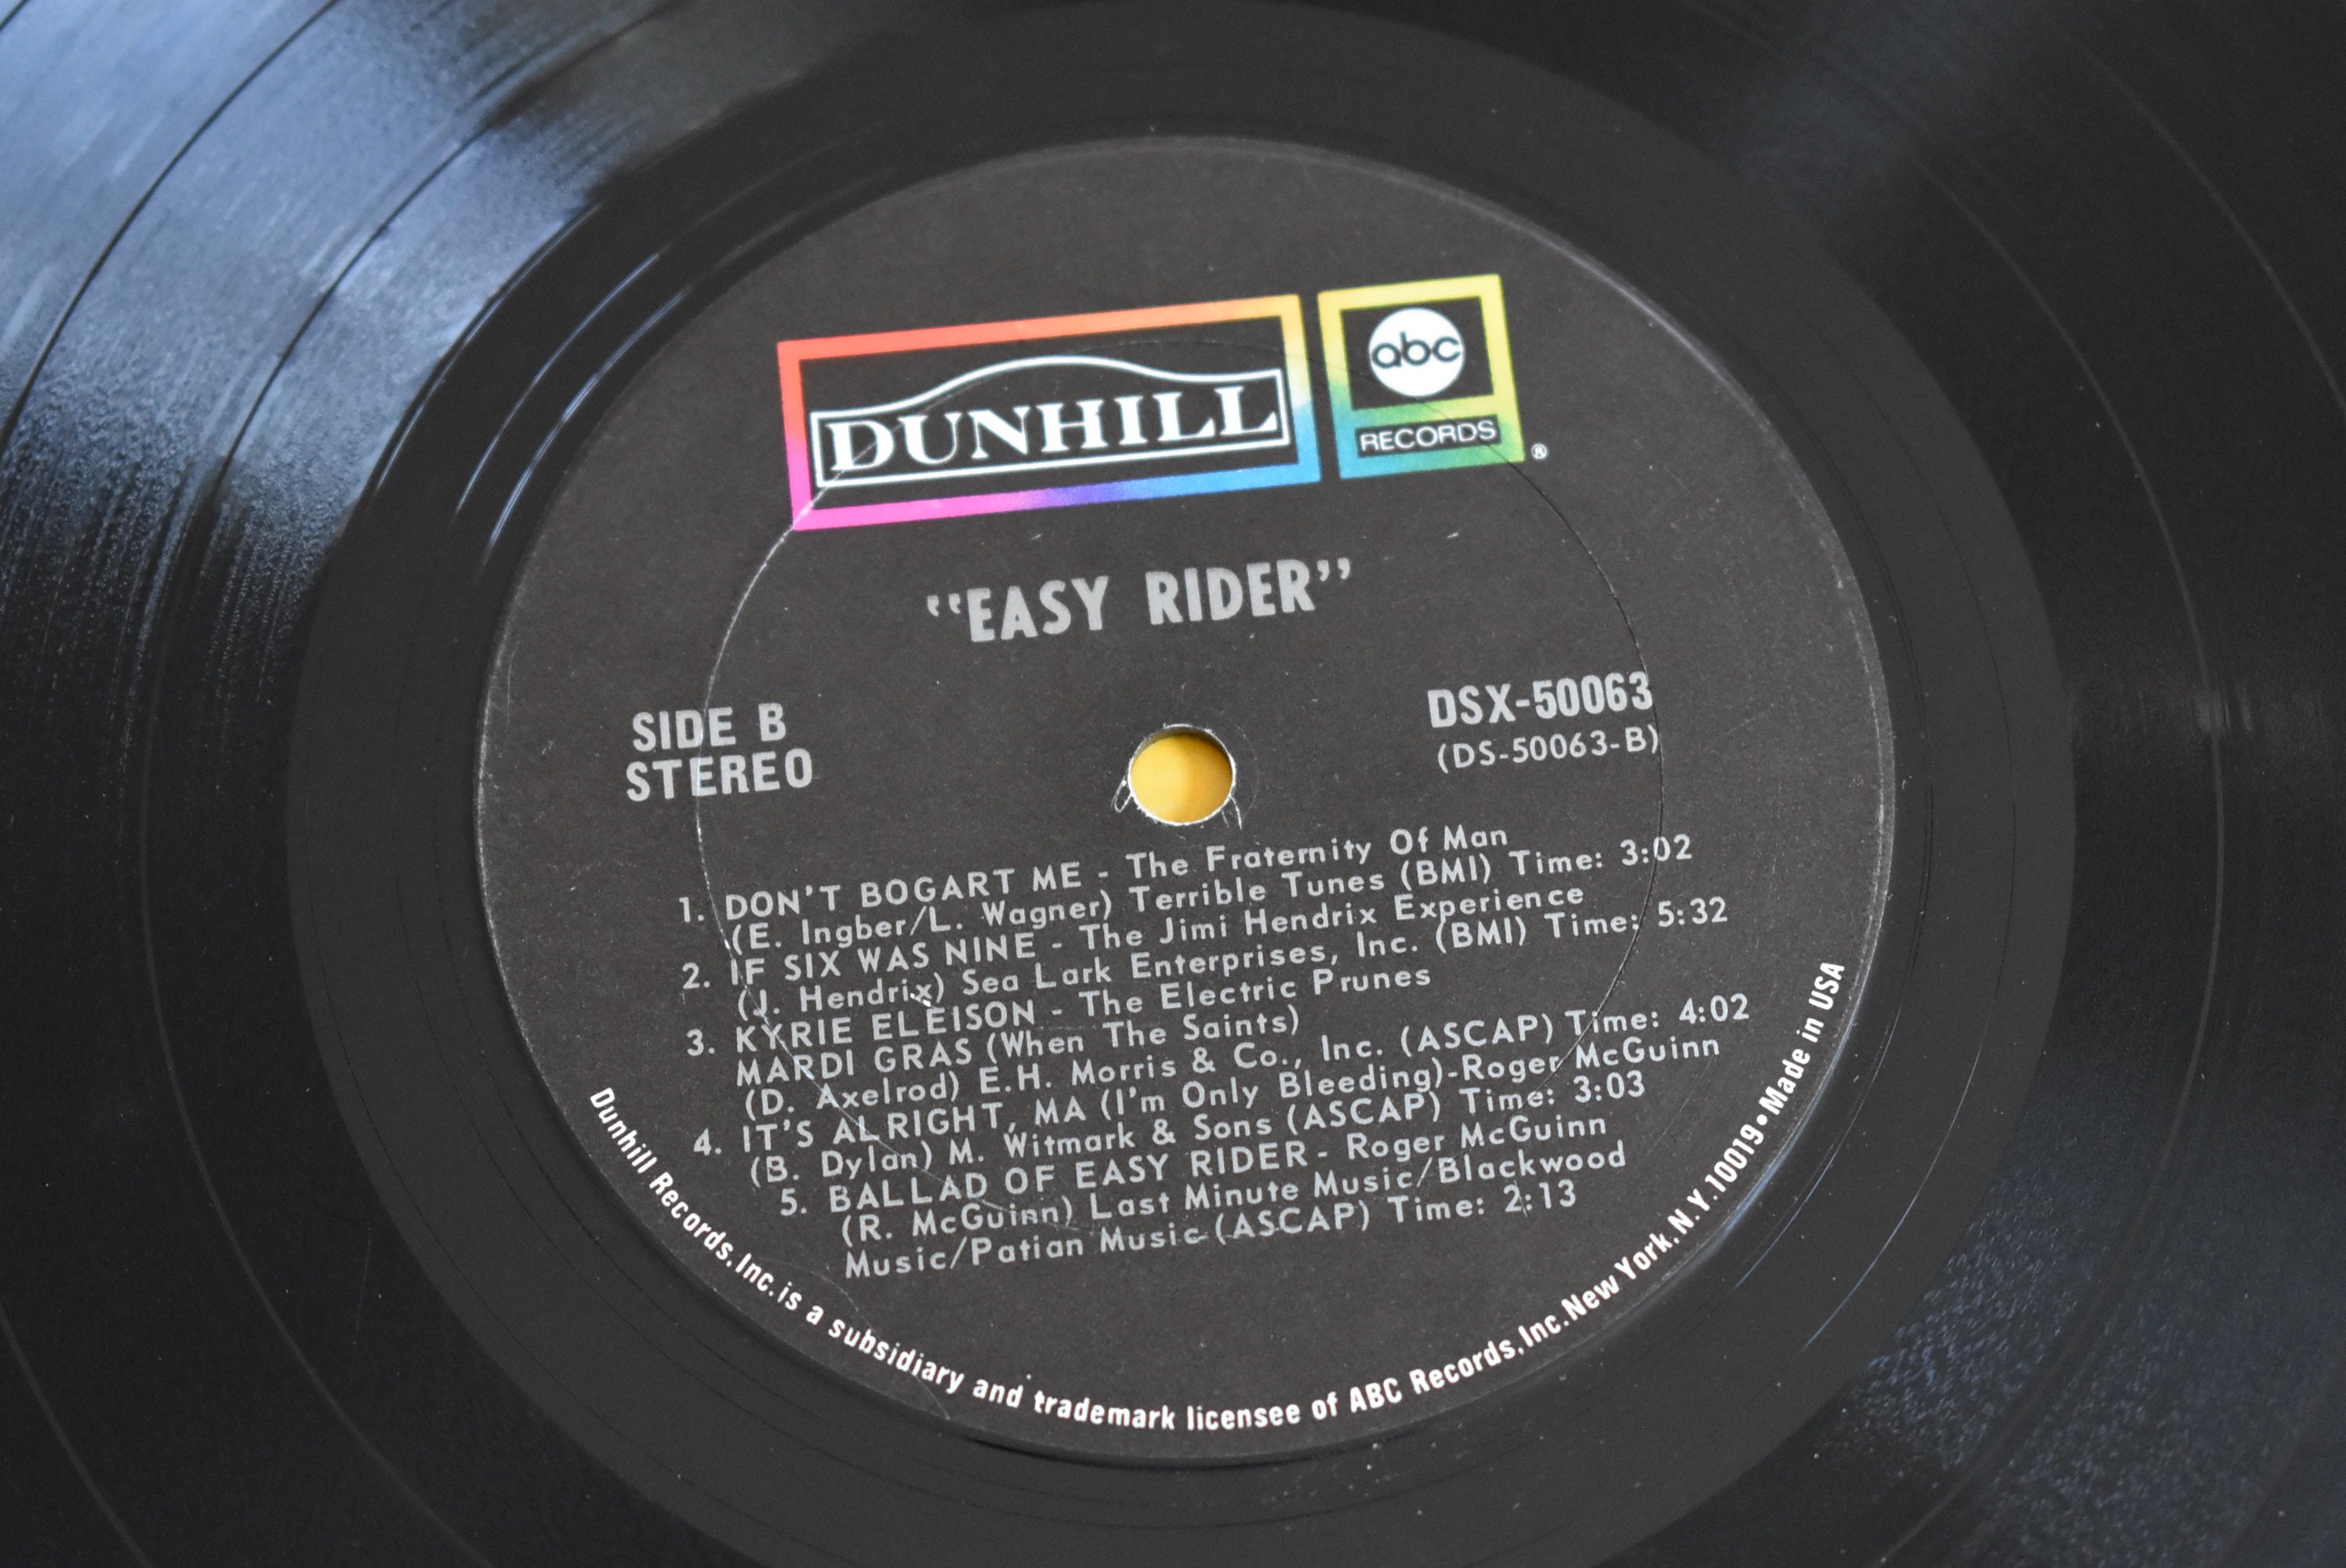 DUNHILL
abc
RECORDS
®
“EASY RIDER”
SIDE B
STEREO
DSX-50063
(DS-50063-B)
1. DON'T BOGART ME - The Fraternity Of Man
(E. Ingber/L. Wagner) Terrible Tunes (BMI) Time: 3:02
2. IF SIX WAS NINE - The Jimi Hendrix Experience
(J. Hendrix) Sea Lark Enterprises, Inc. (BMI) Time: 5:32
3. KYRIE ELEISON - The Electric Prunes
MARDI GRAS (When The Saints)
(D. Axelrod) E.H. Morris & Co., Inc. (ASCAP) Time: 4:02
4. IT'S ALRIGHT, MA (I'm Only Bleeding)-Roger McGuinn
(B. Dylan) M. Witmark & Sons (ASCAP) Time: 3:03
5. BALLAD OF EASY RIDER - Roger McGuinn
(R. McGuinn) Last Minute Music/Blackwood
Music/Patian Music (ASCAP) Time: 2:13
Dunhill Records, Inc. is a subsidiary and trademark licensee of ABC Records, Inc. New York, N.Y. 10019 • Made in USA